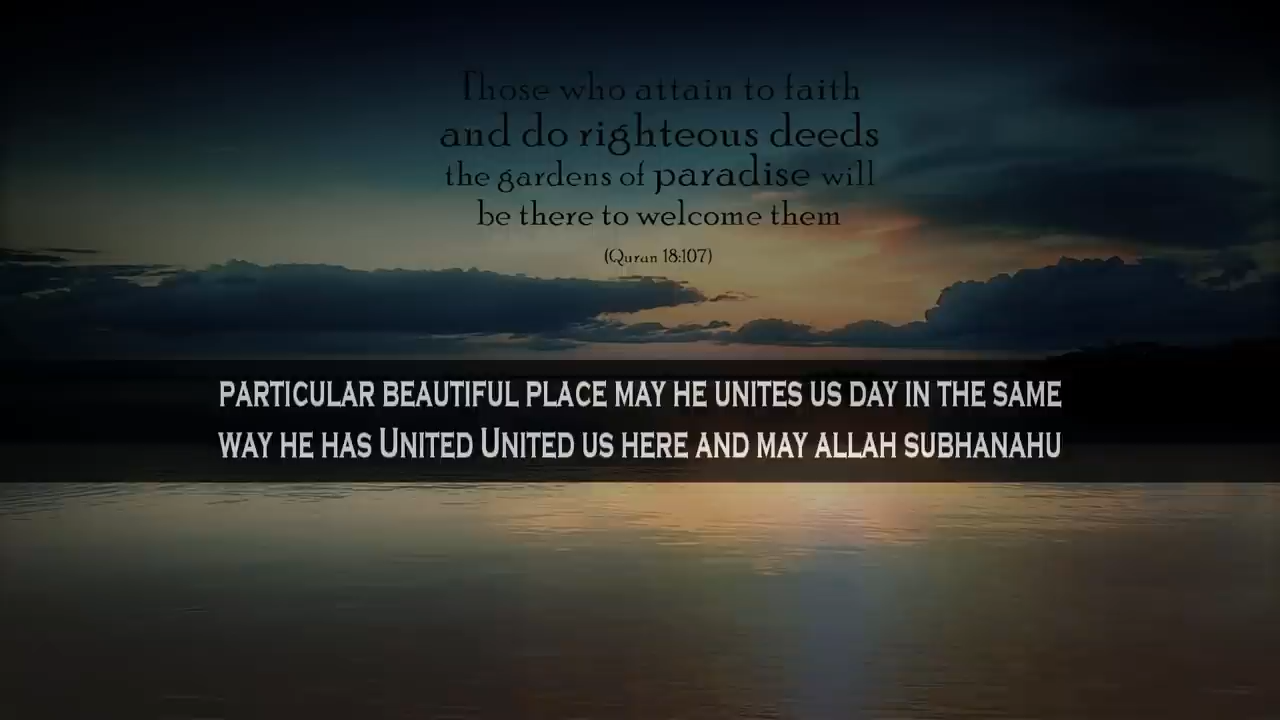 Those who attain to faith
and do righteous deeds
the gardens of paradise will
be there to welcome them
(Quran 18:107)
PARTICULAR BEAUTIFUL PLACE MAY HE UNITES US DAY IN THE SAME
WAY HE HAS UNITED UNITED US HERE AND MAY ALLAH SUBHANAHU